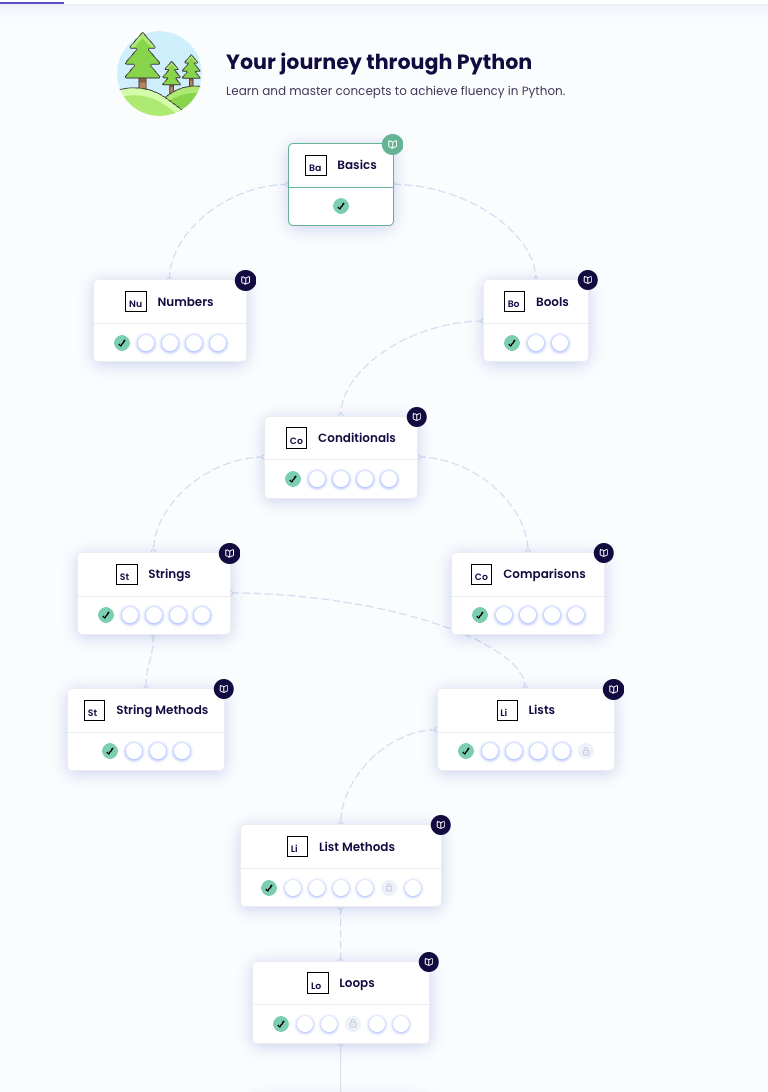 Your journey through Python
Learn and master concepts to achieve fluency in Python.
Ba Basics
Nu Numbers
Bo Bools
Co Conditionals
St Strings
Co Comparisons
St String Methods
Li Lists
Li List Methods
Lo Loops